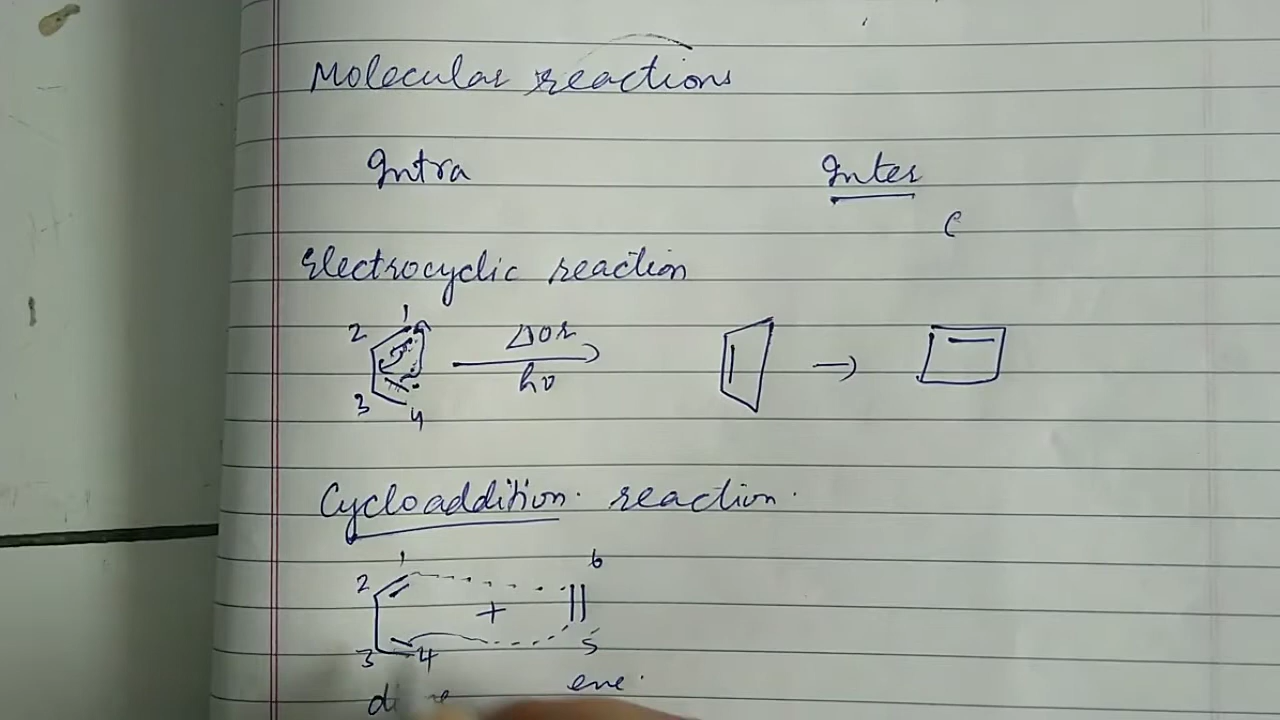 Molecular reactions
Intra Inter
C
Electrocyclic reaction
1
2
Δ or
hν
3
4
Cycloaddition. reaction.
1
6
2
+
3 4
5
ene.